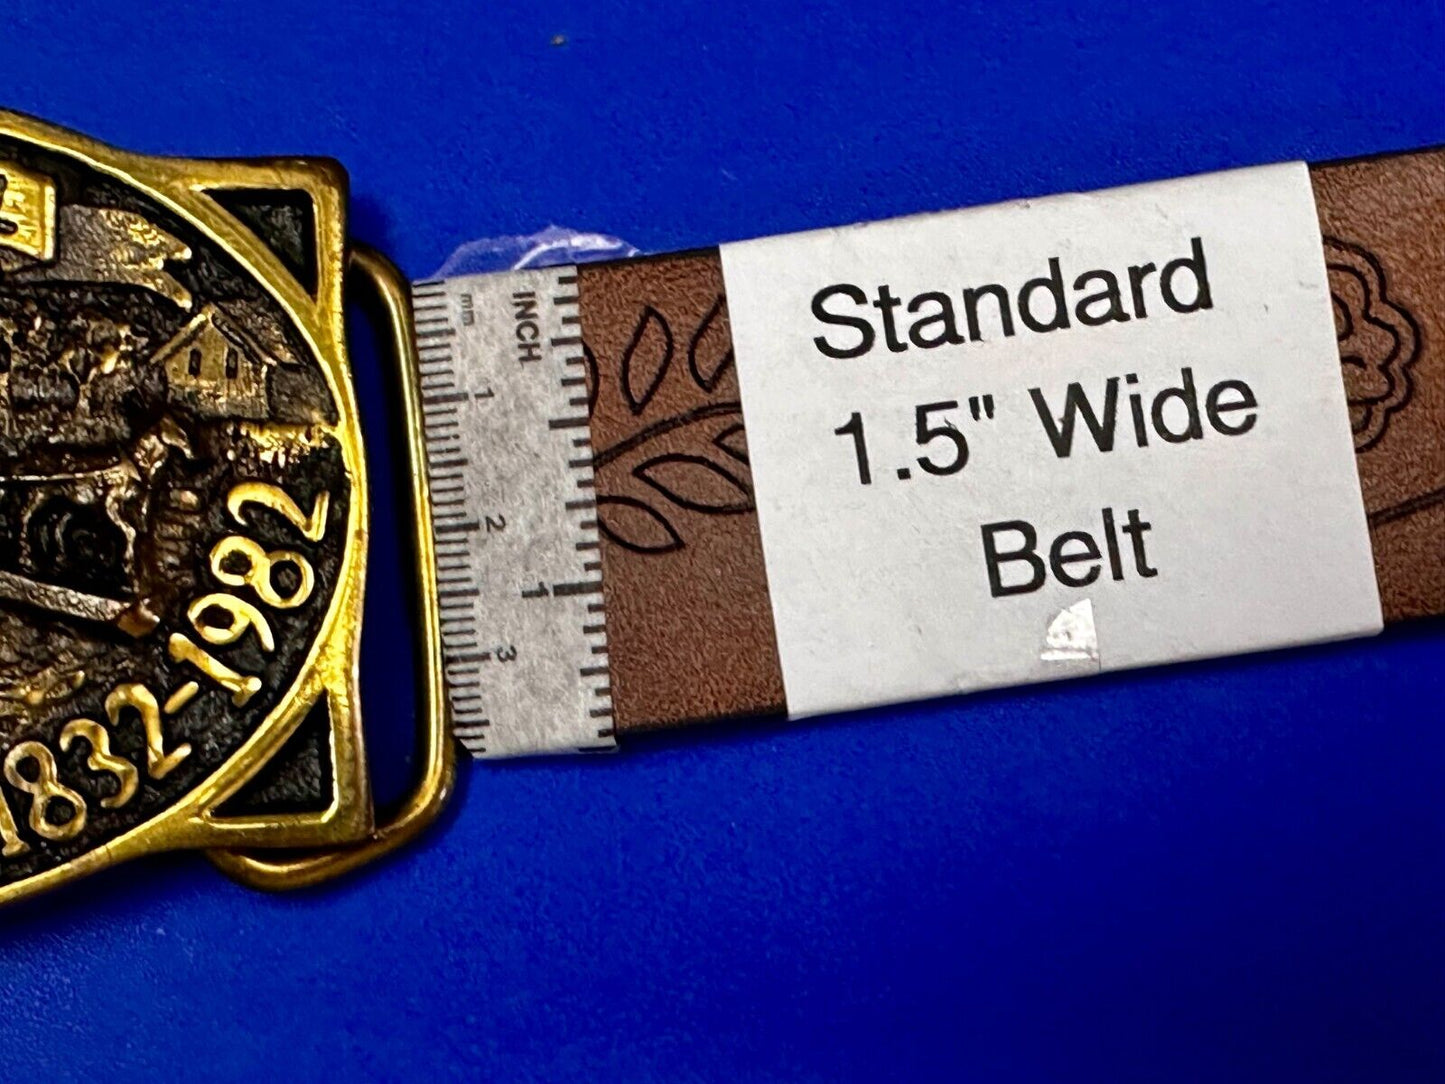 Standard
1.5" Wide
Belt
INCH
mm
1
2
3
1
1832-1982